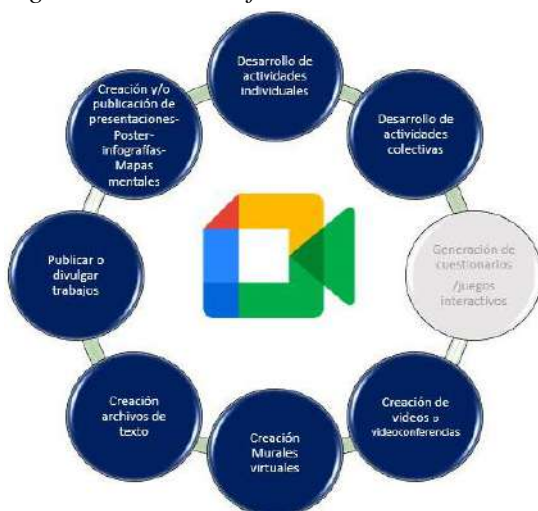 Desarrollo de
actividades
individuales
Desarrollo de
actividades
colectivas
Generación de
cuestionarios
/juegos
interactivos
Creación de
videos o
videoconferencias
Creación
Murales
virtuales
Creación
archivos de
texto
Publicar o
divulgar
trabajos
Creación y/o
publicación de
presentaciones-
Poster-
infografías-
Mapas
mentales